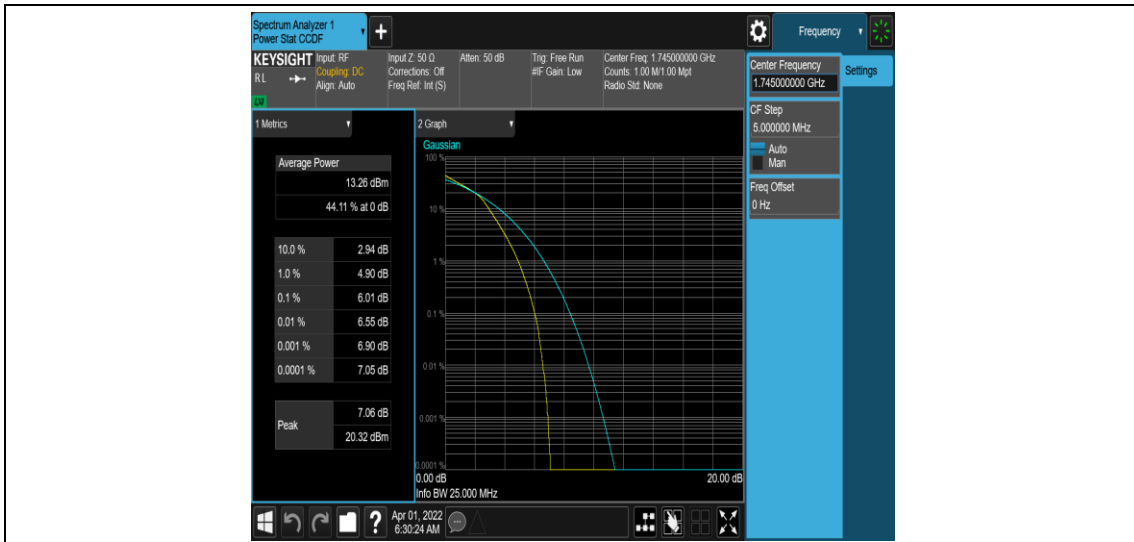 Spectrum Analyzer 1
Power Stat CCDF
+
Frequency
KEYSIGHT
RL
LXI
Input: RF
Coupling: DC
Align: Auto
Input Z: 50 Ω
Corrections: Off
Freq Ref: Int (S)
Atten: 50 dB
Trig: Free Run
#IF Gain: Low
Center Freq: 1.745000000 GHz
Counts: 1.00 M/1.00 Mpt
Radio Std: None
Center Frequency
1.745000000 GHz
Settings
CF Step
5.000000 MHz
Auto
Man
Freq Offset
0 Hz
1 Metrics
Average Power
13.26 dBm
44.11 % at 0 dB
10.0 % 2.94 dB
1.0 % 4.90 dB
0.1 % 6.01 dB
0.01 % 6.55 dB
0.001 % 6.90 dB
0.0001 % 7.05 dB
Peak
7.06 dB
20.32 dBm
2 Graph
Gaussian
100 %
10 %
1 %
0.1 %
0.01 %
0.001 %
0.0001 %
0.00 dB 20.00 dB
Info BW 25.000 MHz
?
Apr 01, 2022
6:30:24 AM